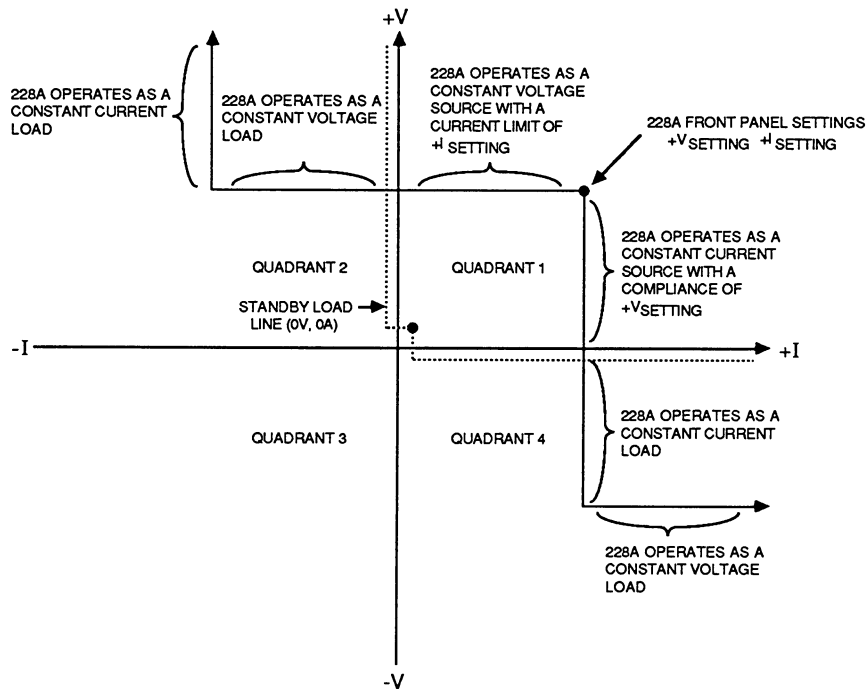 +V
228A OPERATES AS A
CONSTANT CURRENT
LOAD
228A OPERATES AS A
CONSTANT VOLTAGE
LOAD
228A OPERATES AS A
CONSTANT VOLTAGE
SOURCE WITH A
CURRENT LIMIT OF
+I SETTING
228A FRONT PANEL SETTINGS
+V SETTING +I SETTING
228A OPERATES AS A
CONSTANT CURRENT
SOURCE WITH A
COMPLIANCE OF
+V SETTING
QUADRANT 2
QUADRANT 1
STANDBY LOAD
LINE (0V, 0A)
-I
+I
QUADRANT 3
QUADRANT 4
228A OPERATES AS A
CONSTANT CURRENT
LOAD
228A OPERATES AS A
CONSTANT VOLTAGE
LOAD
-V